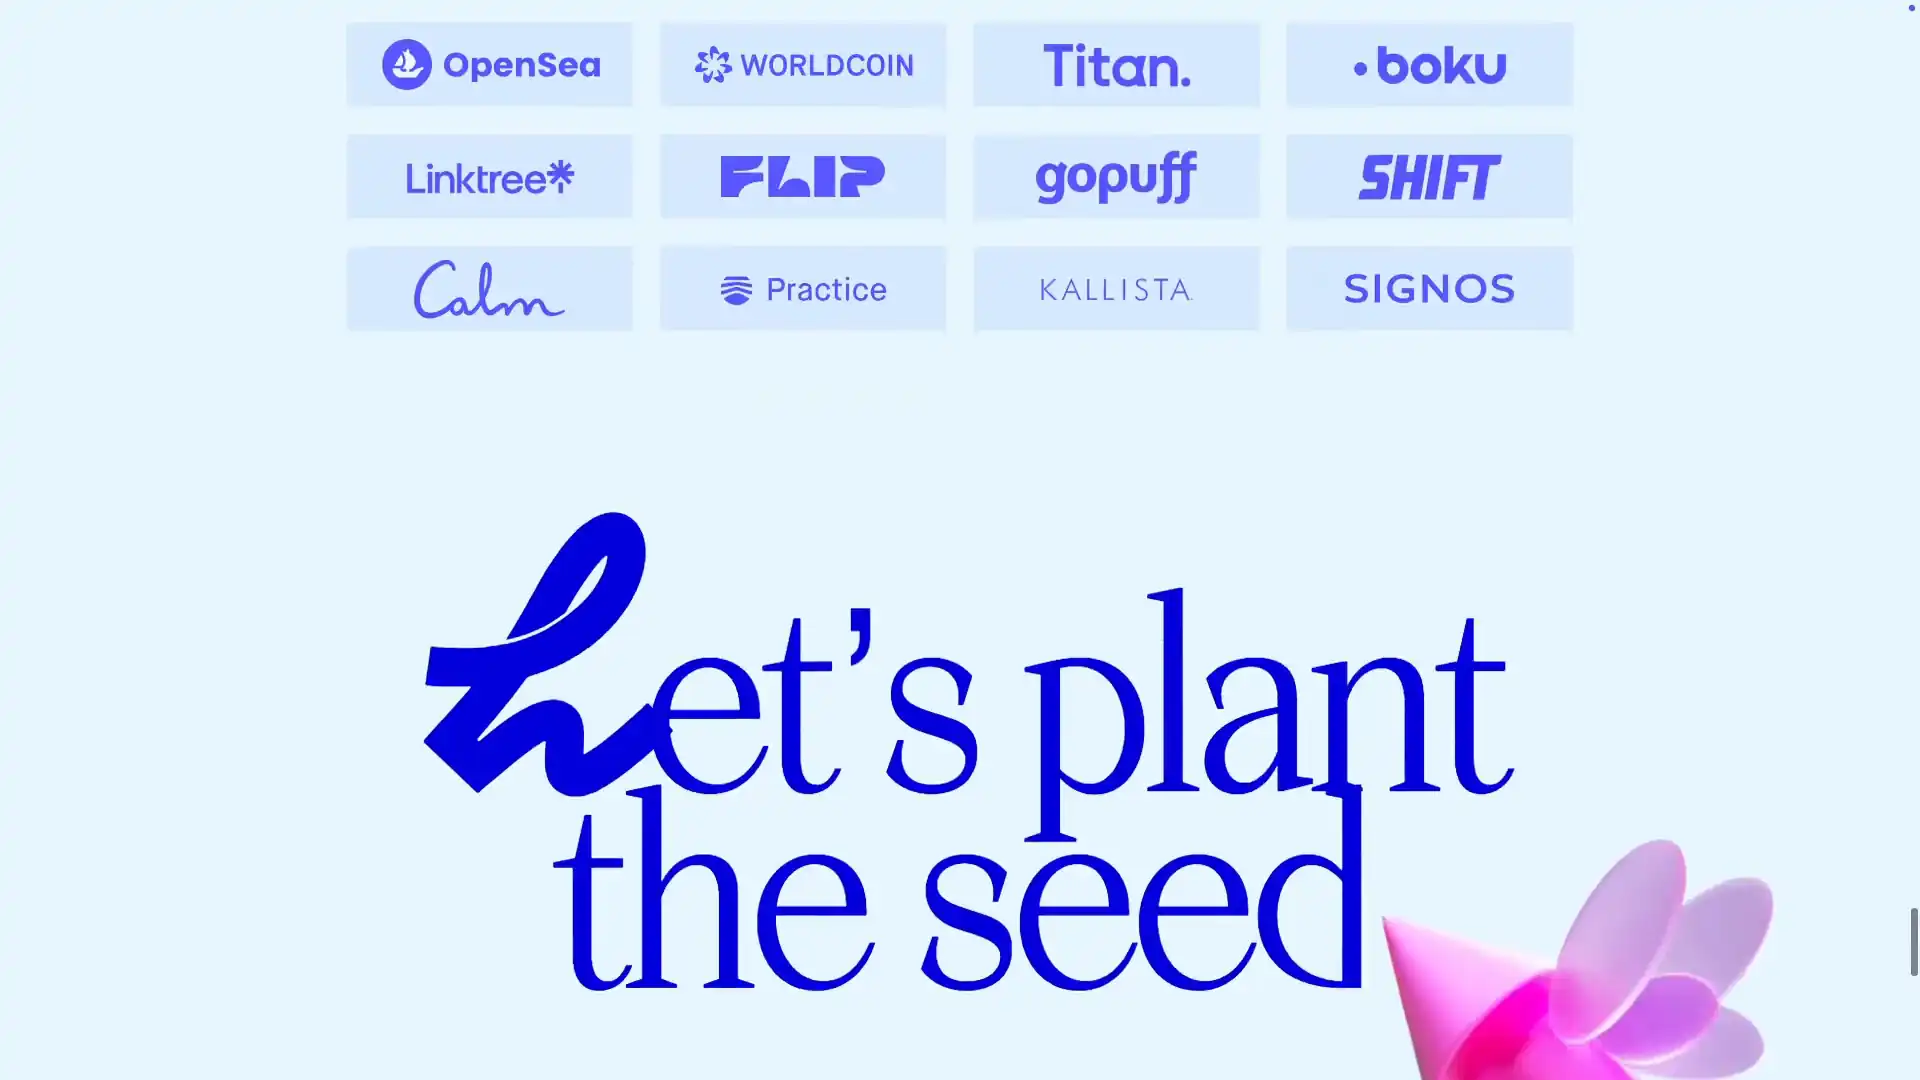 OpenSea
WORLDCOIN
Titan.
boku
Linktree
FLIP
gopuff
SHIFT
Calm
Practice
KALLISTA
SIGNOS
Let’s plant
the seed